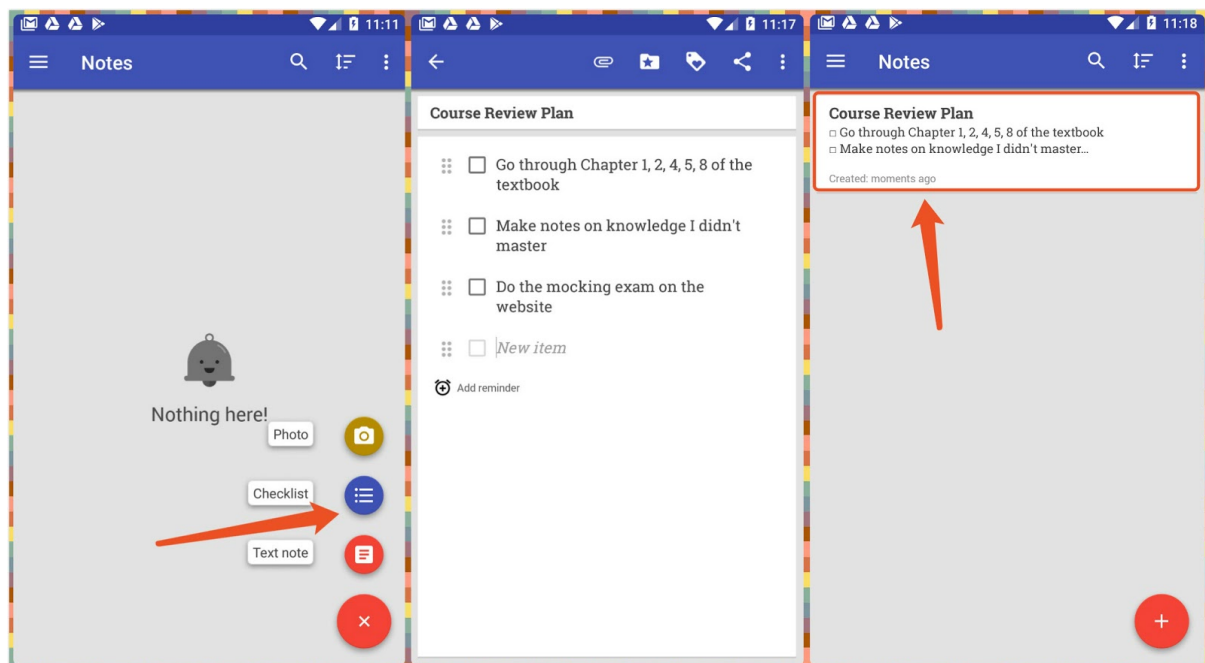 11:11
Notes
Nothing here!
Photo
Checklist
Text note
11:17
Course Review Plan
Go through Chapter 1, 2, 4, 5, 8 of the
textbook
Make notes on knowledge I didn't
master
Do the mocking exam on the
website
New item
Add reminder
11:18
Notes
Course Review Plan
Go through Chapter 1, 2, 4, 5, 8 of the textbook
Make notes on knowledge I didn't master...
Created: moments ago